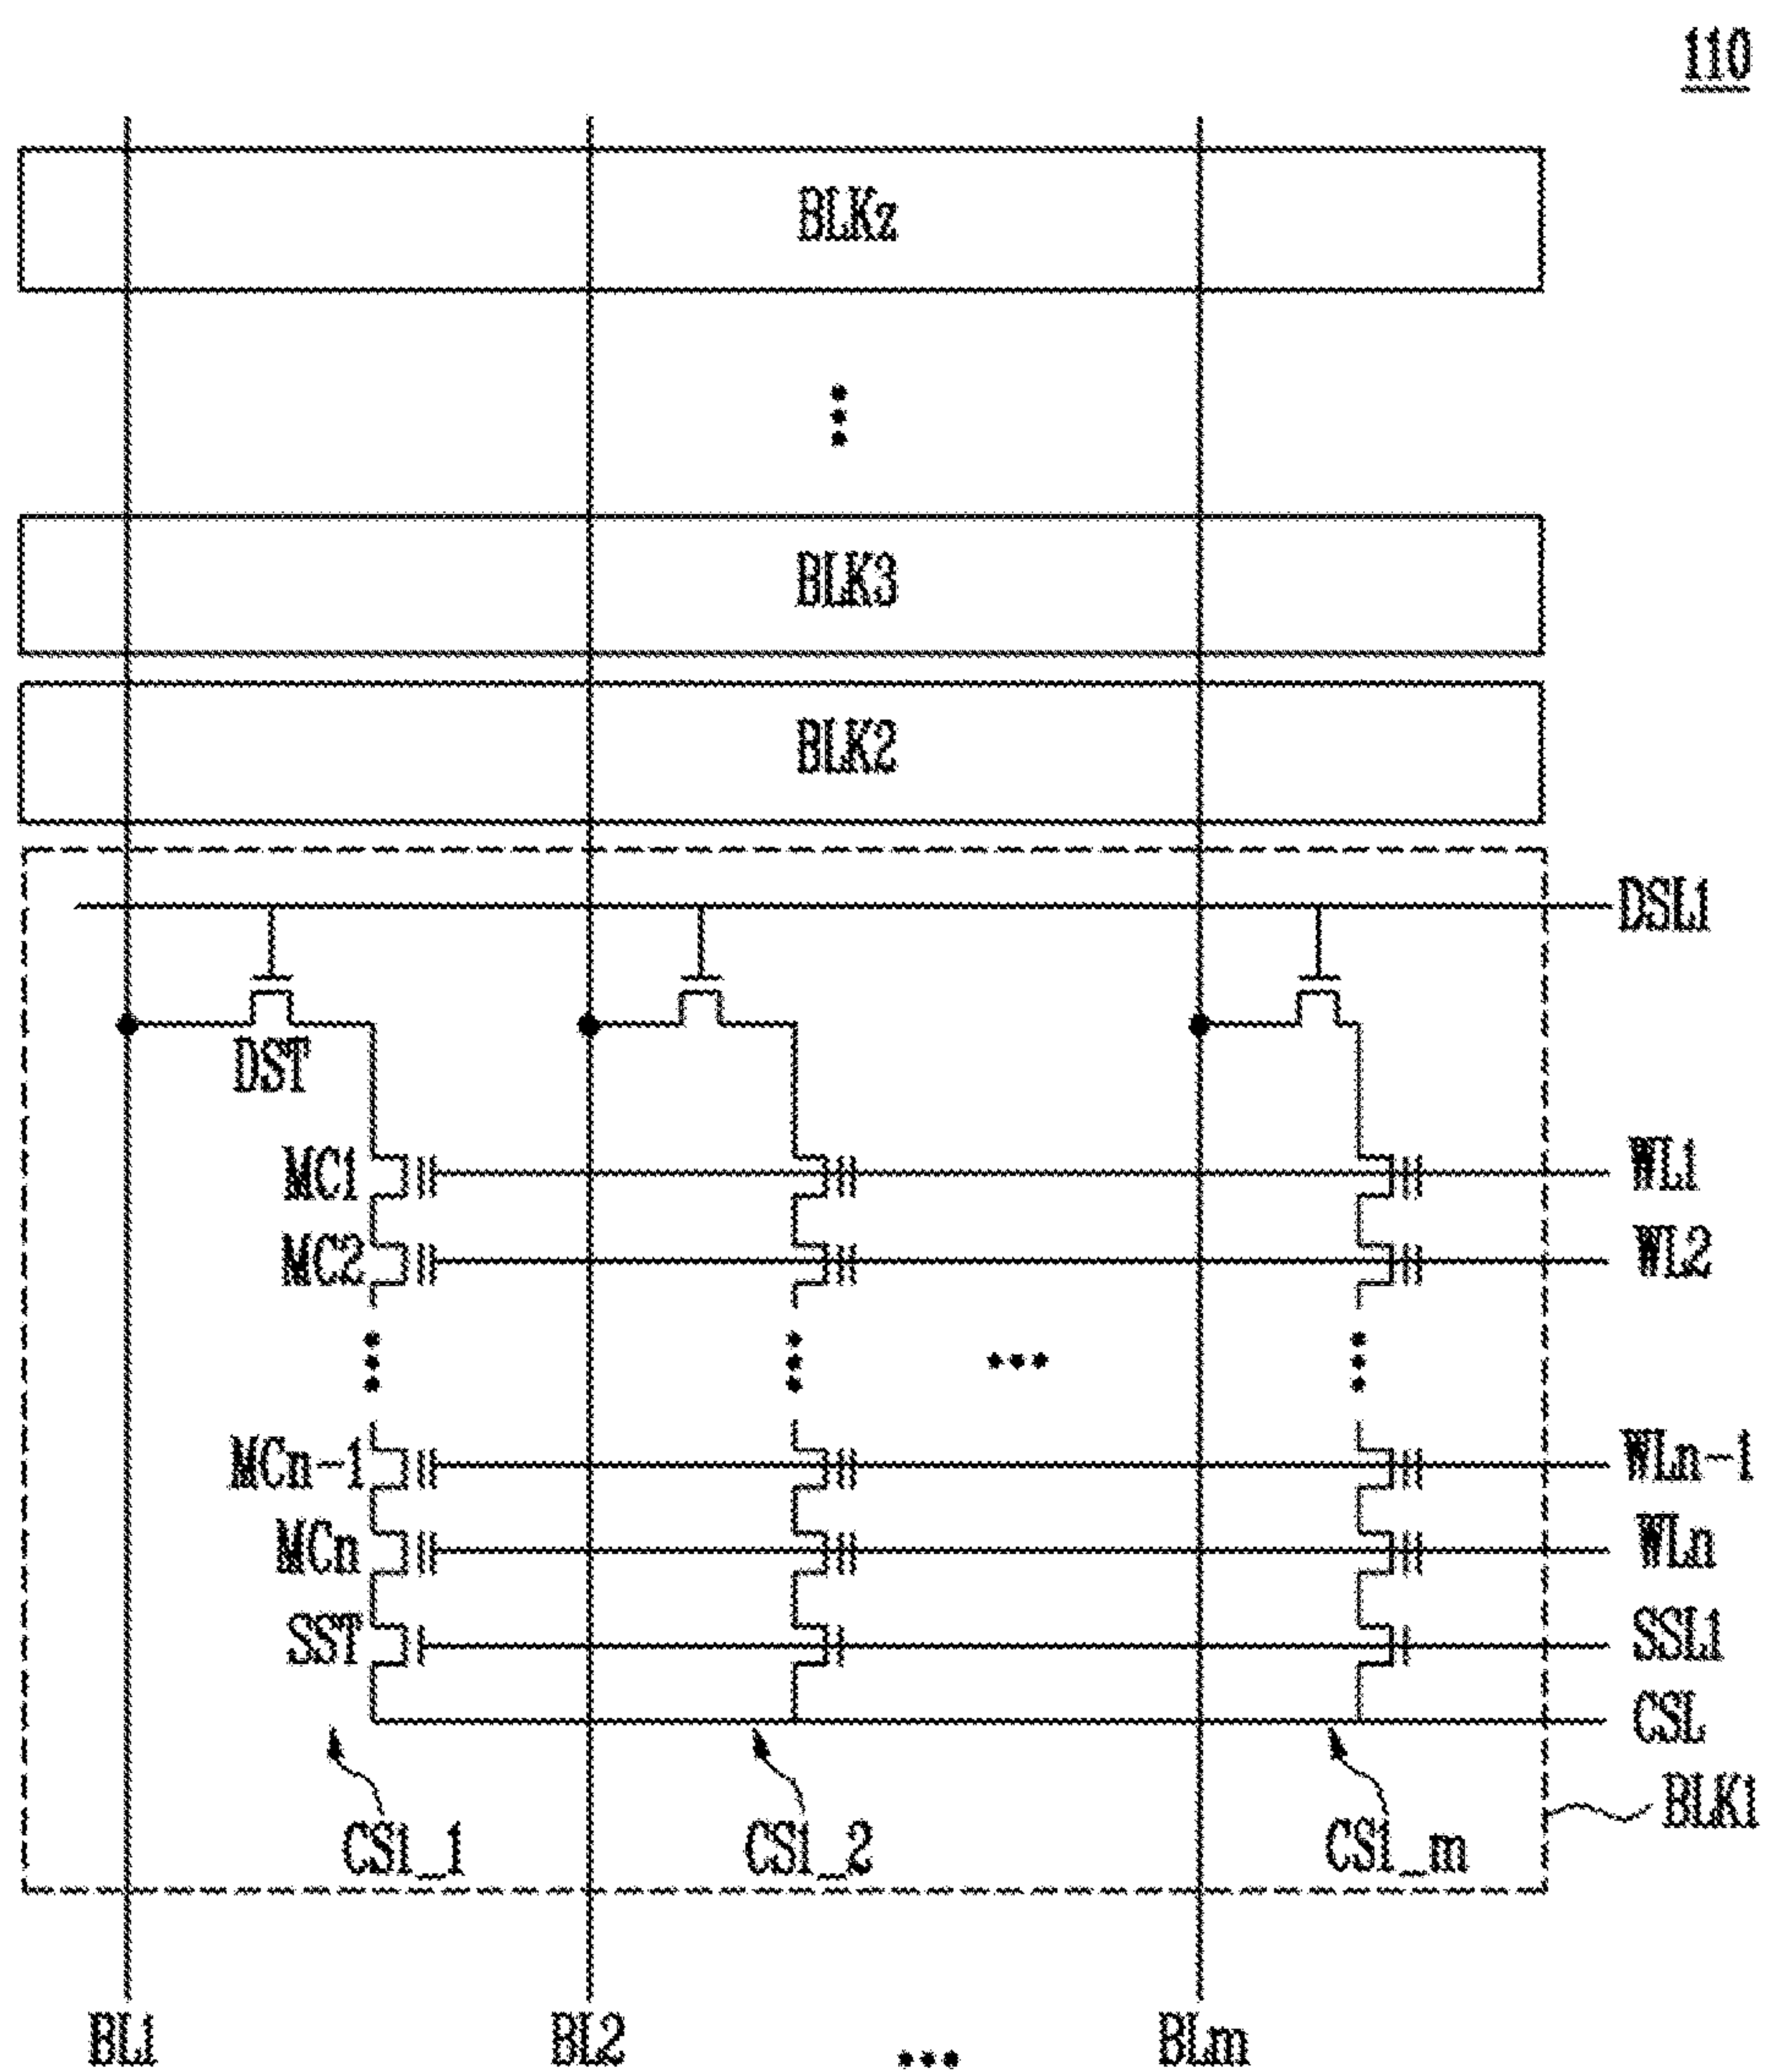 110
BLKz
BLK3
BLK2
DSL1
DST
MC1 WL1
MC2 WL2
MCn-1 WLn-1
MCn WLn
SST SSL1
CSL
BLK1
CS1_1 CS1_2 CS1_m
BL1 BL2 ... BLm